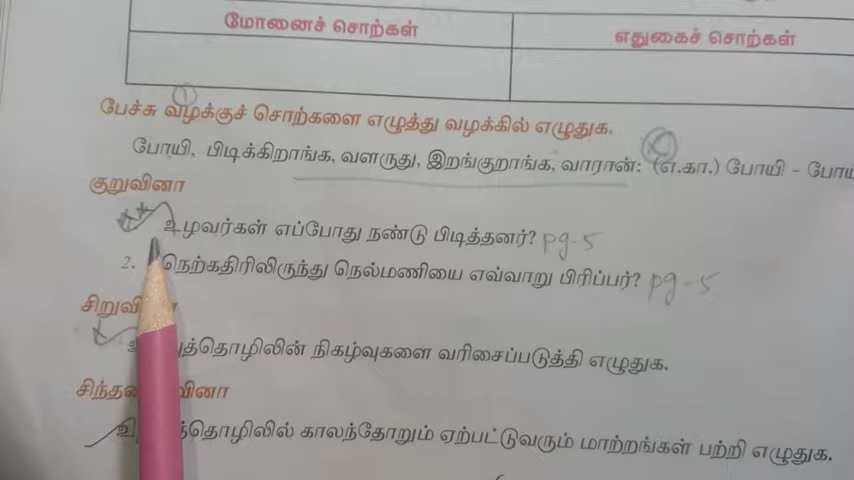 மோனைச் சொற்கள் எதுகைச் சொற்கள்
பேச்சு வழக்குச் சொற்களை எழுத்து வழக்கில் எழுதுக.
போயி, பிடிக்கிறாங்க, வளருது, இறங்குறாங்க, வாரான்: (எ.கா.) போயி - போய்
குறுவினா
உழவர்கள் எப்போது நண்டு பிடித்தனர்? pg-5
2. நெற்கதிரிலிருந்து நெல்மணியை எவ்வாறு பிரிப்பர்? pg-5
நிகழ்வுகளை வரிசைப்படுத்தி எழுதுக.
காலந்தோறும் ஏற்பட்டுவரும் மாற்றங்கள் பற்றி எழுதுக.